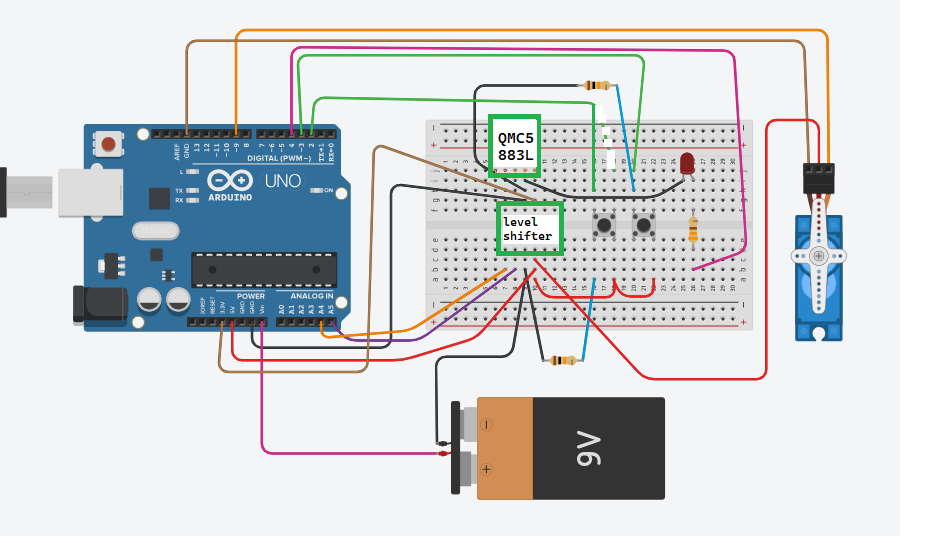 QMC5
883L
level
shifter
AREF
GND
13
12
~11
~10
~9
8
7
~6
~5
4
~3
2
TX→1
RX←0
DIGITAL (PWM~)
L
TX
RX
ARDUINO
UNO
ON
IOREF
RESET
3.3V
5V
GND
GND
Vin
POWER
ANALOG IN
A0
A1
A2
A3
A4
A5
9V